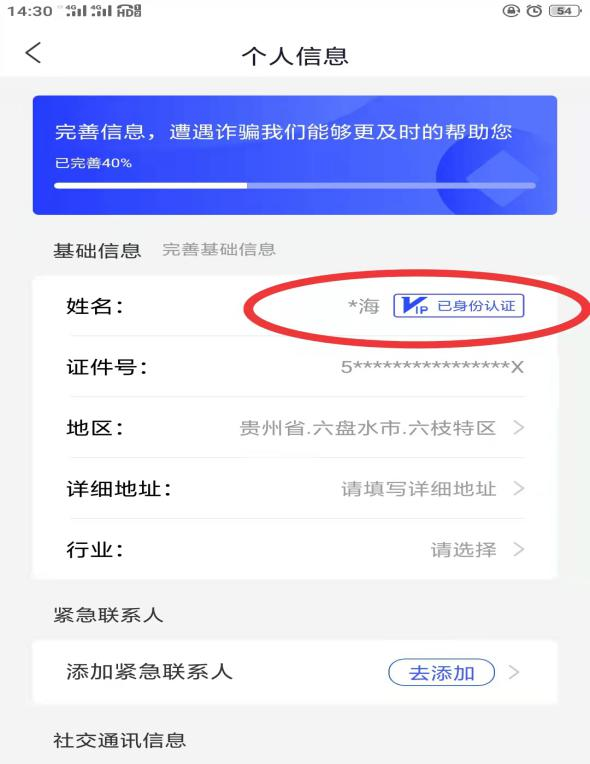 14:30 4G 4G HD 54
个人信息
完善信息，遭遇诈骗我们能够更及时的帮助您
已完善40%
基础信息 完善基础信息
姓名： *海 VIP 已身份认证
证件号： 5****************X
地区： 贵州省.六盘水市.六枝特区
详细地址： 请填写详细地址
行业： 请选择
紧急联系人
添加紧急联系人 去添加
社交通讯信息